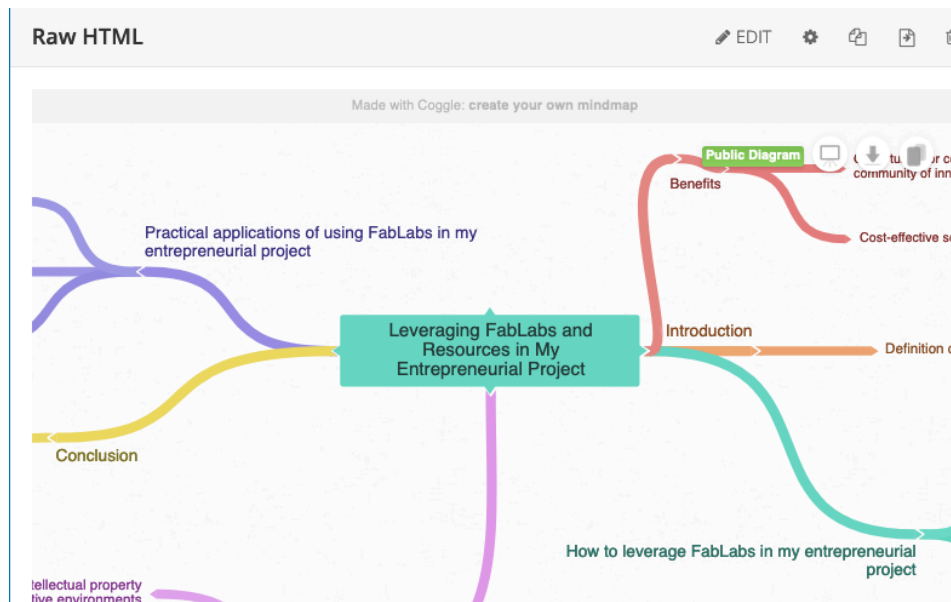 Raw HTML
EDIT
Made with Coggle: create your own mindmap
Public Diagram
community of inn
Benefits
Practical applications of using FabLabs in my
entrepreneurial project
Cost-effective
Leveraging FabLabs and
Resources in My
Entrepreneurial Project
Introduction
Definition
Conclusion
How to leverage FabLabs in my entrepreneurial
project
tellectual property
tive environments